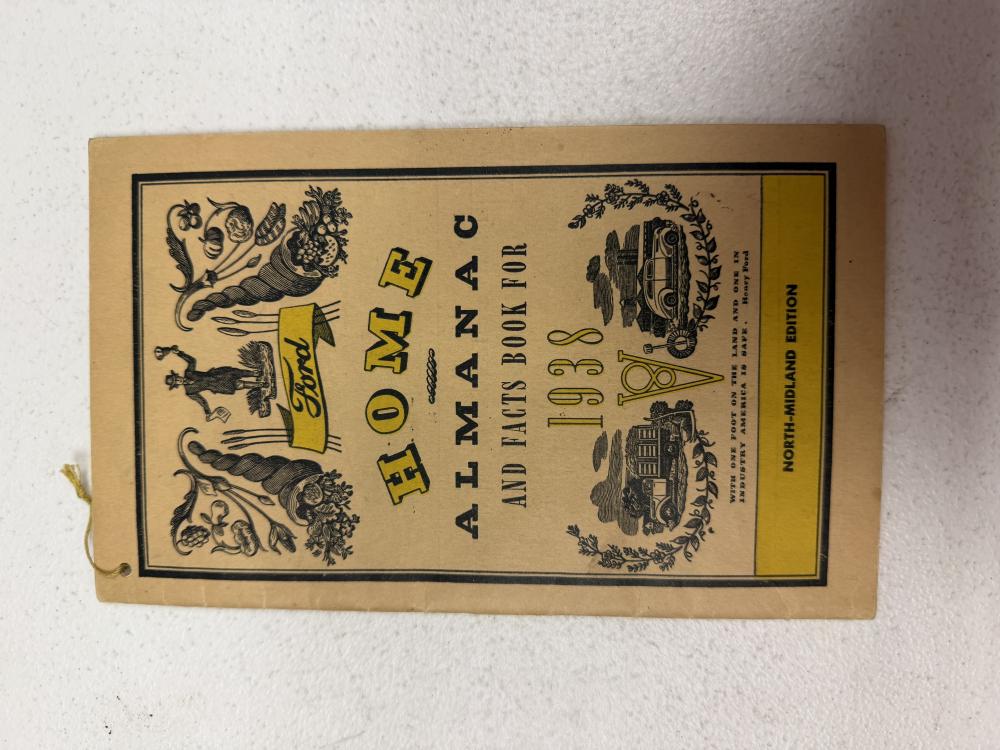 Ford
HOME
ALMANAC
AND FACTS BOOK FOR
1938
V8
WITH ONE FOOT ON THE LAND AND ONE IN
INDUSTRY AMERICA IS SAFE. Henry Ford
NORTH-MIDLAND EDITION